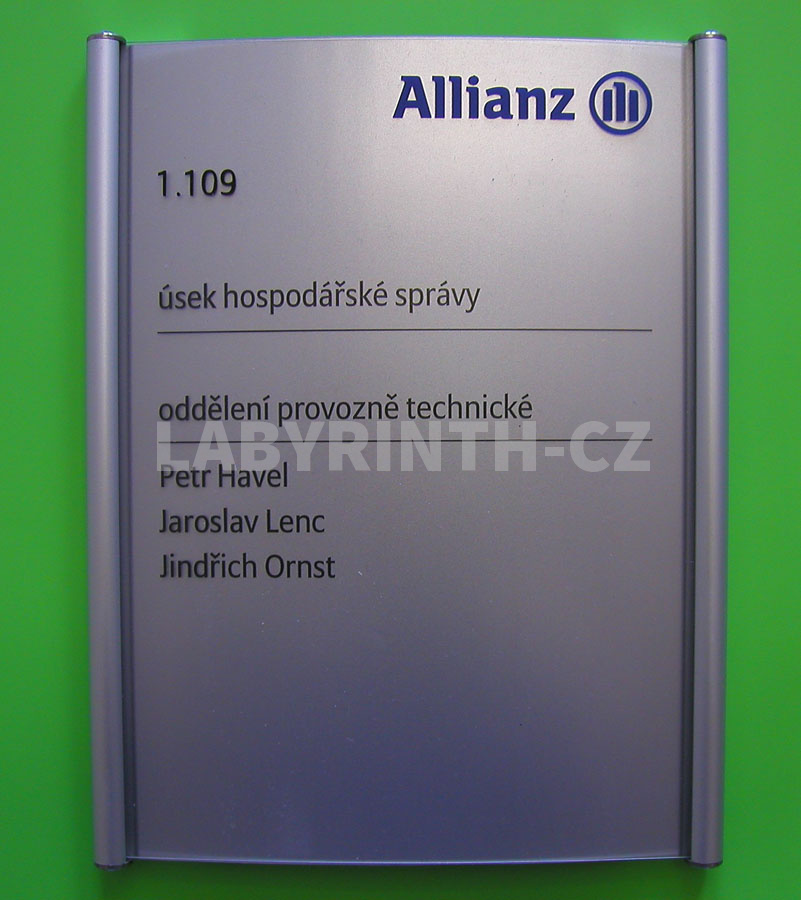 Allianz
1.109
úsek hospodářské správy
oddělení provozně technické
LABYRINTH-CZ
Petr Havel
Jaroslav Lenc
Jindřich Ornst